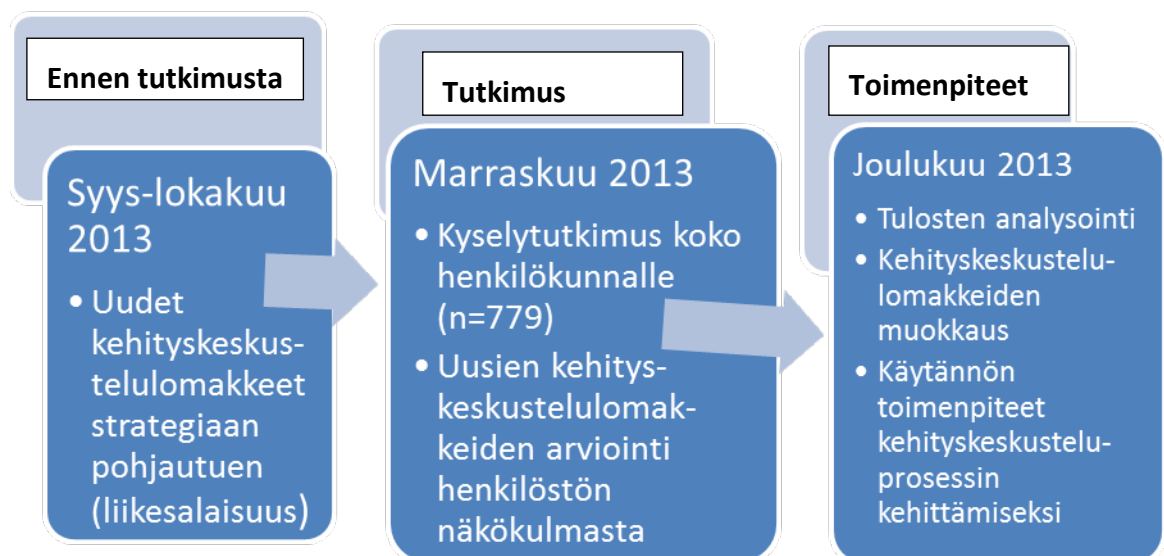 Ennen tutkimusta
Syys-lokakuu
2013
• Uudet
kehityskeskus-
telulomakkeet
strategiaan
pohjautuen
(liikesalaisuus)
Tutkimus
Marraskuu 2013
• Kyselytutkimus koko
henkilökunnalle
(n=779)
• Uusien kehitys-
keskustelulomak-
keiden arviointi
henkilöstön
näkökulmasta
Toimenpiteet
Joulukuu 2013
• Tulosten analysointi
• Kehityskeskustelu-
lomakkeiden
muokkaus
• Käytännön
toimenpiteet
kehityskeskustelu-
prosessin
kehittämiseksi